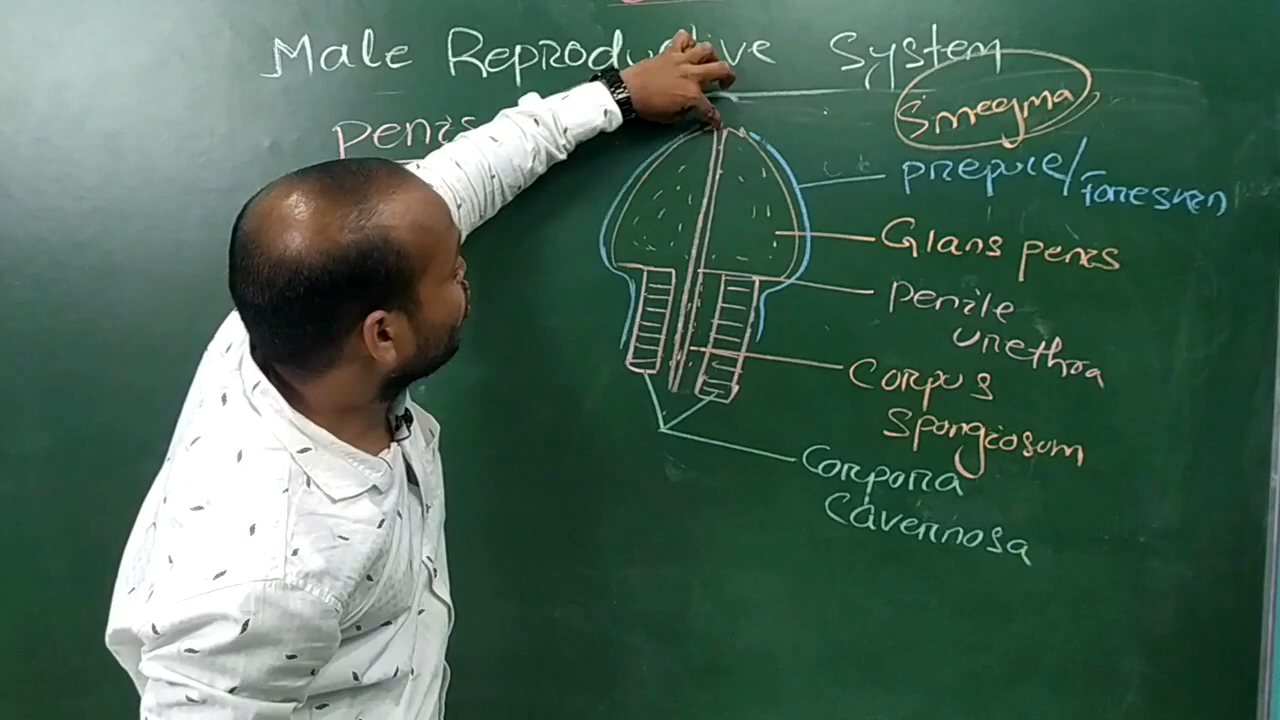 Male Reproductive System
Smegma
penis
prepuce/
Foreskin
Glans penis
penile
urethra
Corpus
Spongiosum
Corpora
Cavernosa